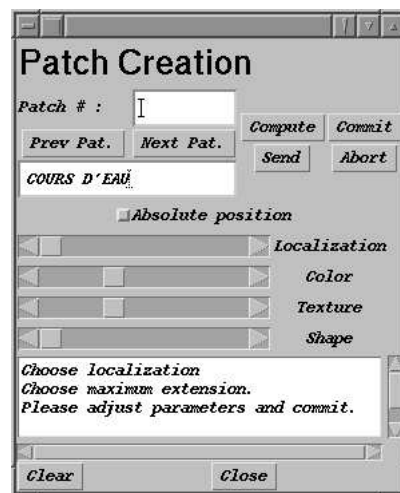 Patch Creation
Patch # :
Compute Commit
Prev Pat. Next Pat.
Send Abort
COURS D'EAU
Absolute position
Localization
Color
Texture
Shape
Choose localization
Choose maximum extension.
Please adjust parameters and commit.
Clear Close